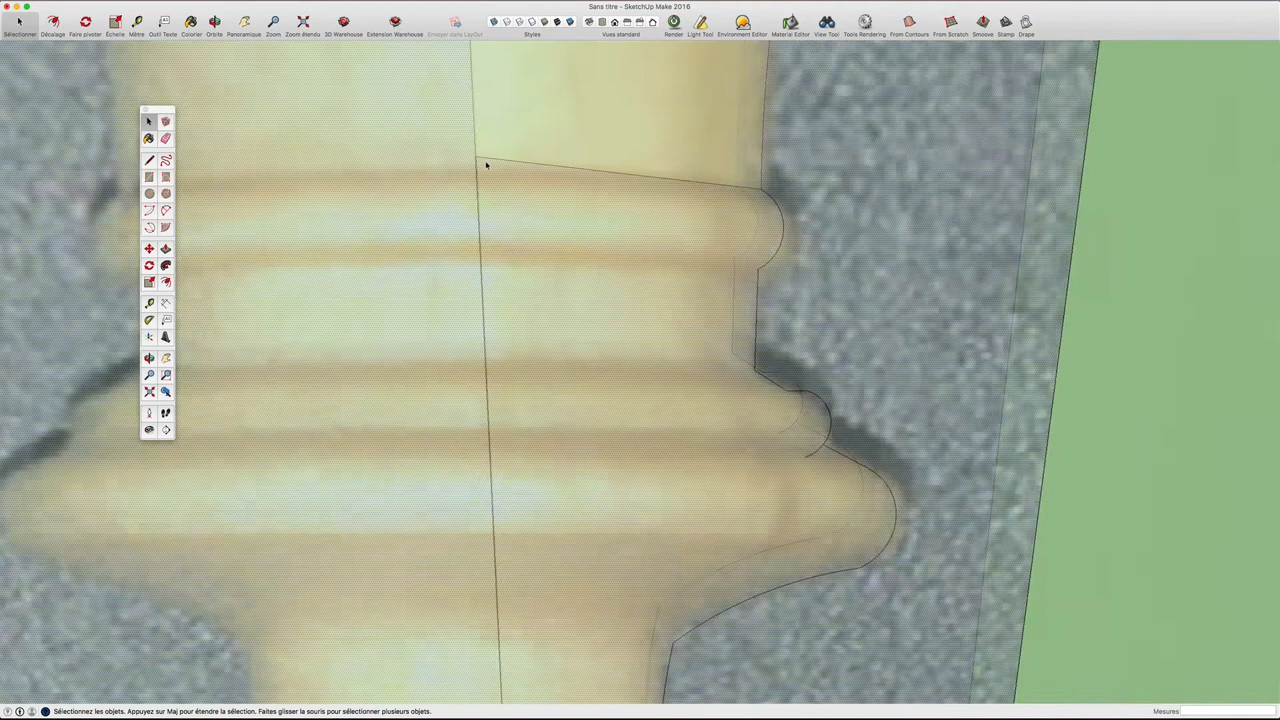 Sans titre - SketchUp Make 2016
Sélectionner Décalage Faire pivoter Échelle Mètre Outil Texte Colorier Orbite Panoramique Zoom Zoom étendu 3D Warehouse Extension Warehouse Envoyer dans LayOut Styles Vues standard Render Light Tool Environment Editor Material Editor View Tool Tools Rendering From Contours From Scratch Smoove Stamp Drape
Sélectionnez les objets. Appuyez sur Maj pour étendre la sélection. Faites glisser la souris pour sélectionner plusieurs objets.
Mesures